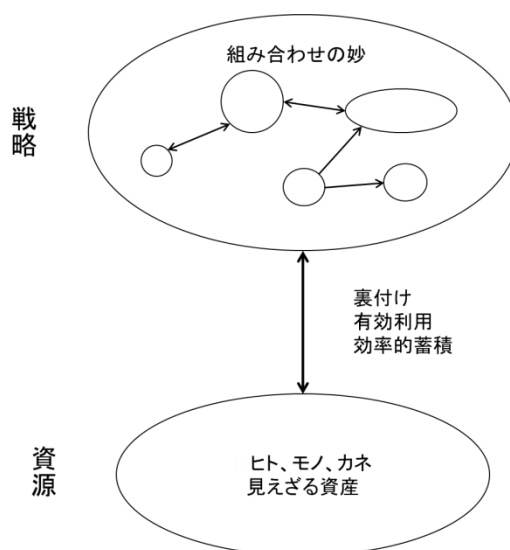 組み合わせの妙
戦略
裏付け
有効利用
効率的蓄積
資源
ヒト、モノ、カネ
見えざる資産